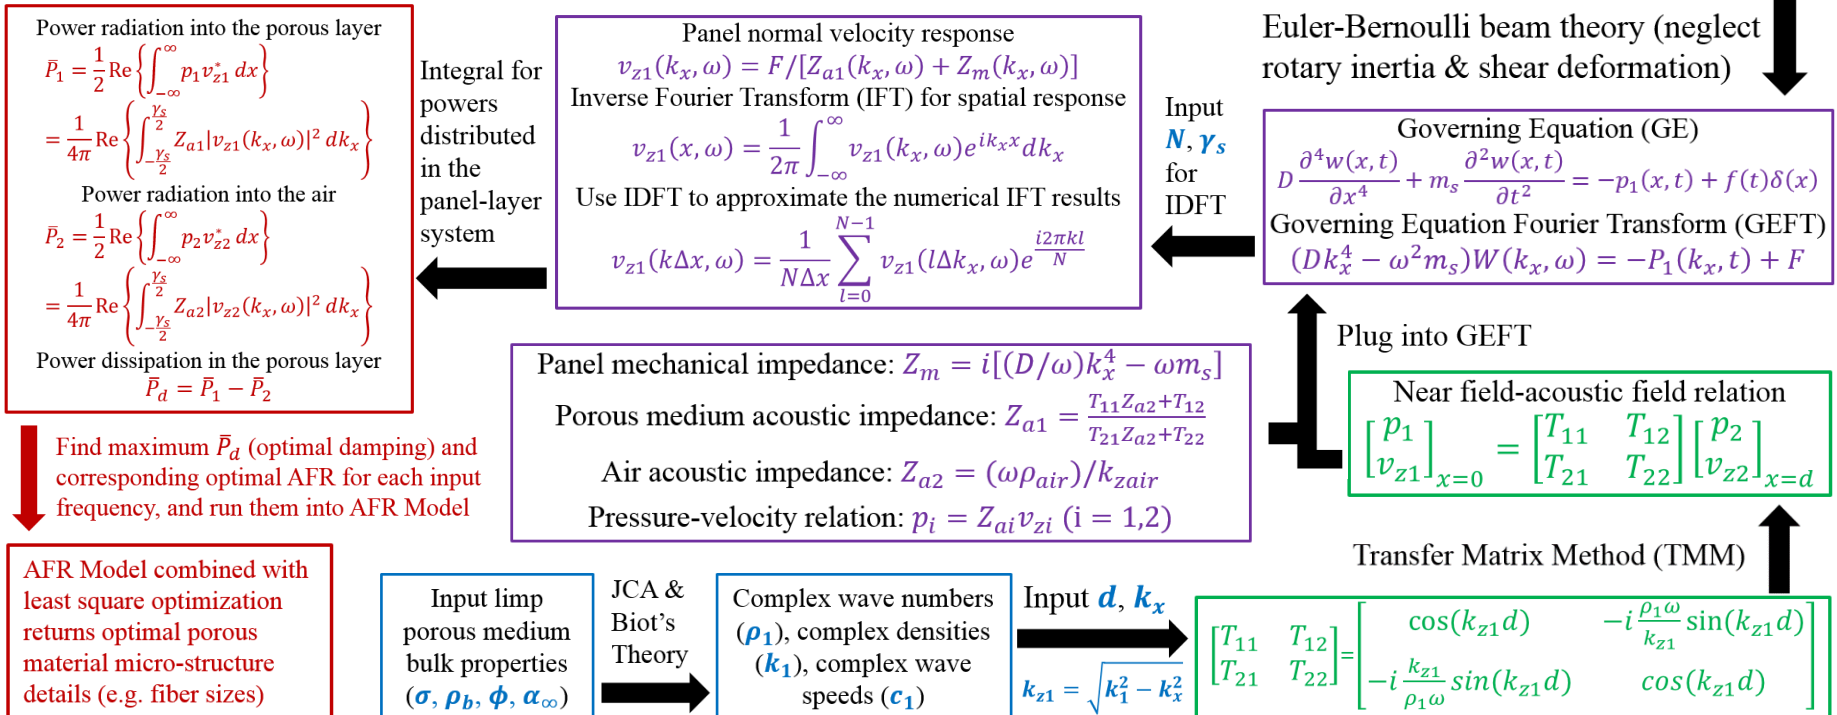 Power radiation into the porous layer
P̄₁ = 1/2 Re{∫_{-∞}^{∞} p₁v*_{z1} dx}
= 1/4π Re{∫_{-γ_s/2}^{γ_s/2} Z_{a1}|v_{z1}(k_x, ω)|² dk_x}
Power radiation into the air
P̄₂ = 1/2 Re{∫_{-∞}^{∞} p₂v*_{z2} dx}
= 1/4π Re{∫_{-γ_s/2}^{γ_s/2} Z_{a2}|v_{z2}(k_x, ω)|² dk_x}
Power dissipation in the porous layer
P̄_d = P̄₁ − P̄₂
Integral for
powers
distributed
in the
panel-layer
system
Panel normal velocity response
v_{z1}(k_x, ω) = F/[Z_{a1}(k_x, ω) + Z_m(k_x, ω)]
Inverse Fourier Transform (IFT) for spatial response
v_{z1}(x, ω) = 1/2π ∫_{-∞}^{∞} v_{z1}(k_x, ω)e^{ik_x x}dk_x
Use IDFT to approximate the numerical IFT results
v_{z1}(kΔx, ω) = 1/NΔx ∑_{l=0}^{N−1} v_{z1}(lΔk_x, ω)e^{i2πkl/N}
Input
N, γ_s
for
IDFT
Euler-Bernoulli beam theory (neglect
rotary inertia & shear deformation)
Governing Equation (GE)
D ∂⁴w(x, t)/∂x⁴ + m_s ∂²w(x, t)/∂t² = −p₁(x, t) + f(t)δ(x)
Governing Equation Fourier Transform (GEFT)
(Dk_x⁴ − ω²m_s)W(k_x, ω) = −P₁(k_x, t) + F
Plug into GEFT
Panel mechanical impedance: Z_m = i[(D/ω)k_x⁴ − ωm_s]
Porous medium acoustic impedance: Z_{a1} = T₁₁Z_{a2}+T₁₂/T₂₁Z_{a2}+T₂₂
Air acoustic impedance: Z_{a2} = (ωρ_{air})/k_{zair}
Pressure-velocity relation: p_i = Z_{ai}v_{zi} (i = 1,2)
Near field-acoustic field relation
[p₁ v_{z1}]_{x=0} = [T₁₁ T₁₂ T₂₁ T₂₂] [p₂ v_{z2}]_{x=d}
Transfer Matrix Method (TMM)
Find maximum P̄_d (optimal damping) and
corresponding optimal AFR for each input
frequency, and run them into AFR Model
AFR Model combined with
least square optimization
returns optimal porous
material micro-structure
details (e.g. fiber sizes)
Input limp
porous medium
bulk properties
(σ, ρ_b, ϕ, α_∞)
JCA &
Biot's
Theory
Complex wave numbers
(ρ₁), complex densities
(k₁), complex wave
speeds (c₁)
Input d, k_x
k_{z1} = √(k₁² − k_x²)
[T₁₁ T₁₂ T₂₁ T₂₂] = [cos(k_{z1}d) −i ρ₁ω/k_{z1} sin(k_{z1}d) −i k_{z1}/ρ₁ω sin(k_{z1}d) cos(k_{z1}d)]